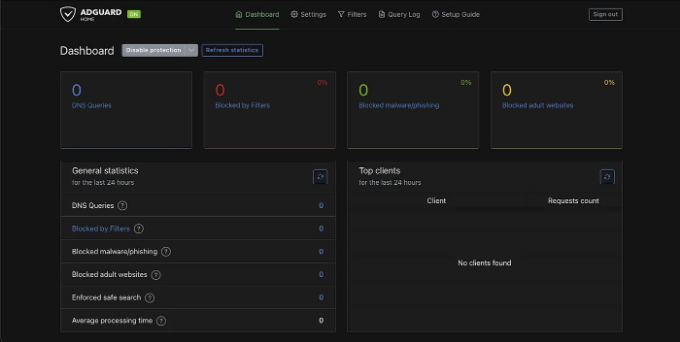 ADGUARD ON
HOME
Dashboard Settings Filters Query Log Setup Guide Sign out
Dashboard Disable protection Refresh statistics
0
DNS Queries
0 0%
Blocked by Filters
0 0%
Blocked malware/phishing
0 0%
Blocked adult websites
General statistics
for the last 24 hours
DNS Queries ? 0
Blocked by Filters ? 0
Blocked malware/phishing ? 0
Blocked adult websites ? 0
Enforced safe search ? 0
Average processing time ? 0
Top clients
for the last 24 hours
Client Requests count
No clients found